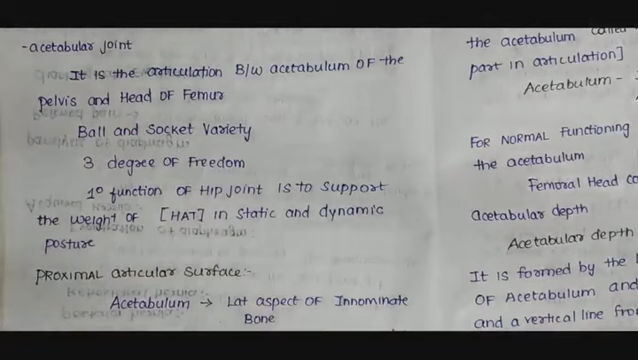 -acetabular joint
It is the articulation B/w acetabulum OF the
pelvis and Head OF Femur
Ball and Socket Variety
3 degree OF Freedom
1° function OF Hip Joint Is to Support
the weight OF [HAT] in Static and dynamic
posture
PROXIMAL articular Surface:-
Acetabulum → Lat aspect OF Innominate
Bone
the acetabulum called
part in articulation]
Acetabulum -
FOR NORMAL Functioning
the acetabulum
Femoral Head
acetabular depth
Acetabular depth
It is formed by the
OF Acetabulum and
and a vertical line